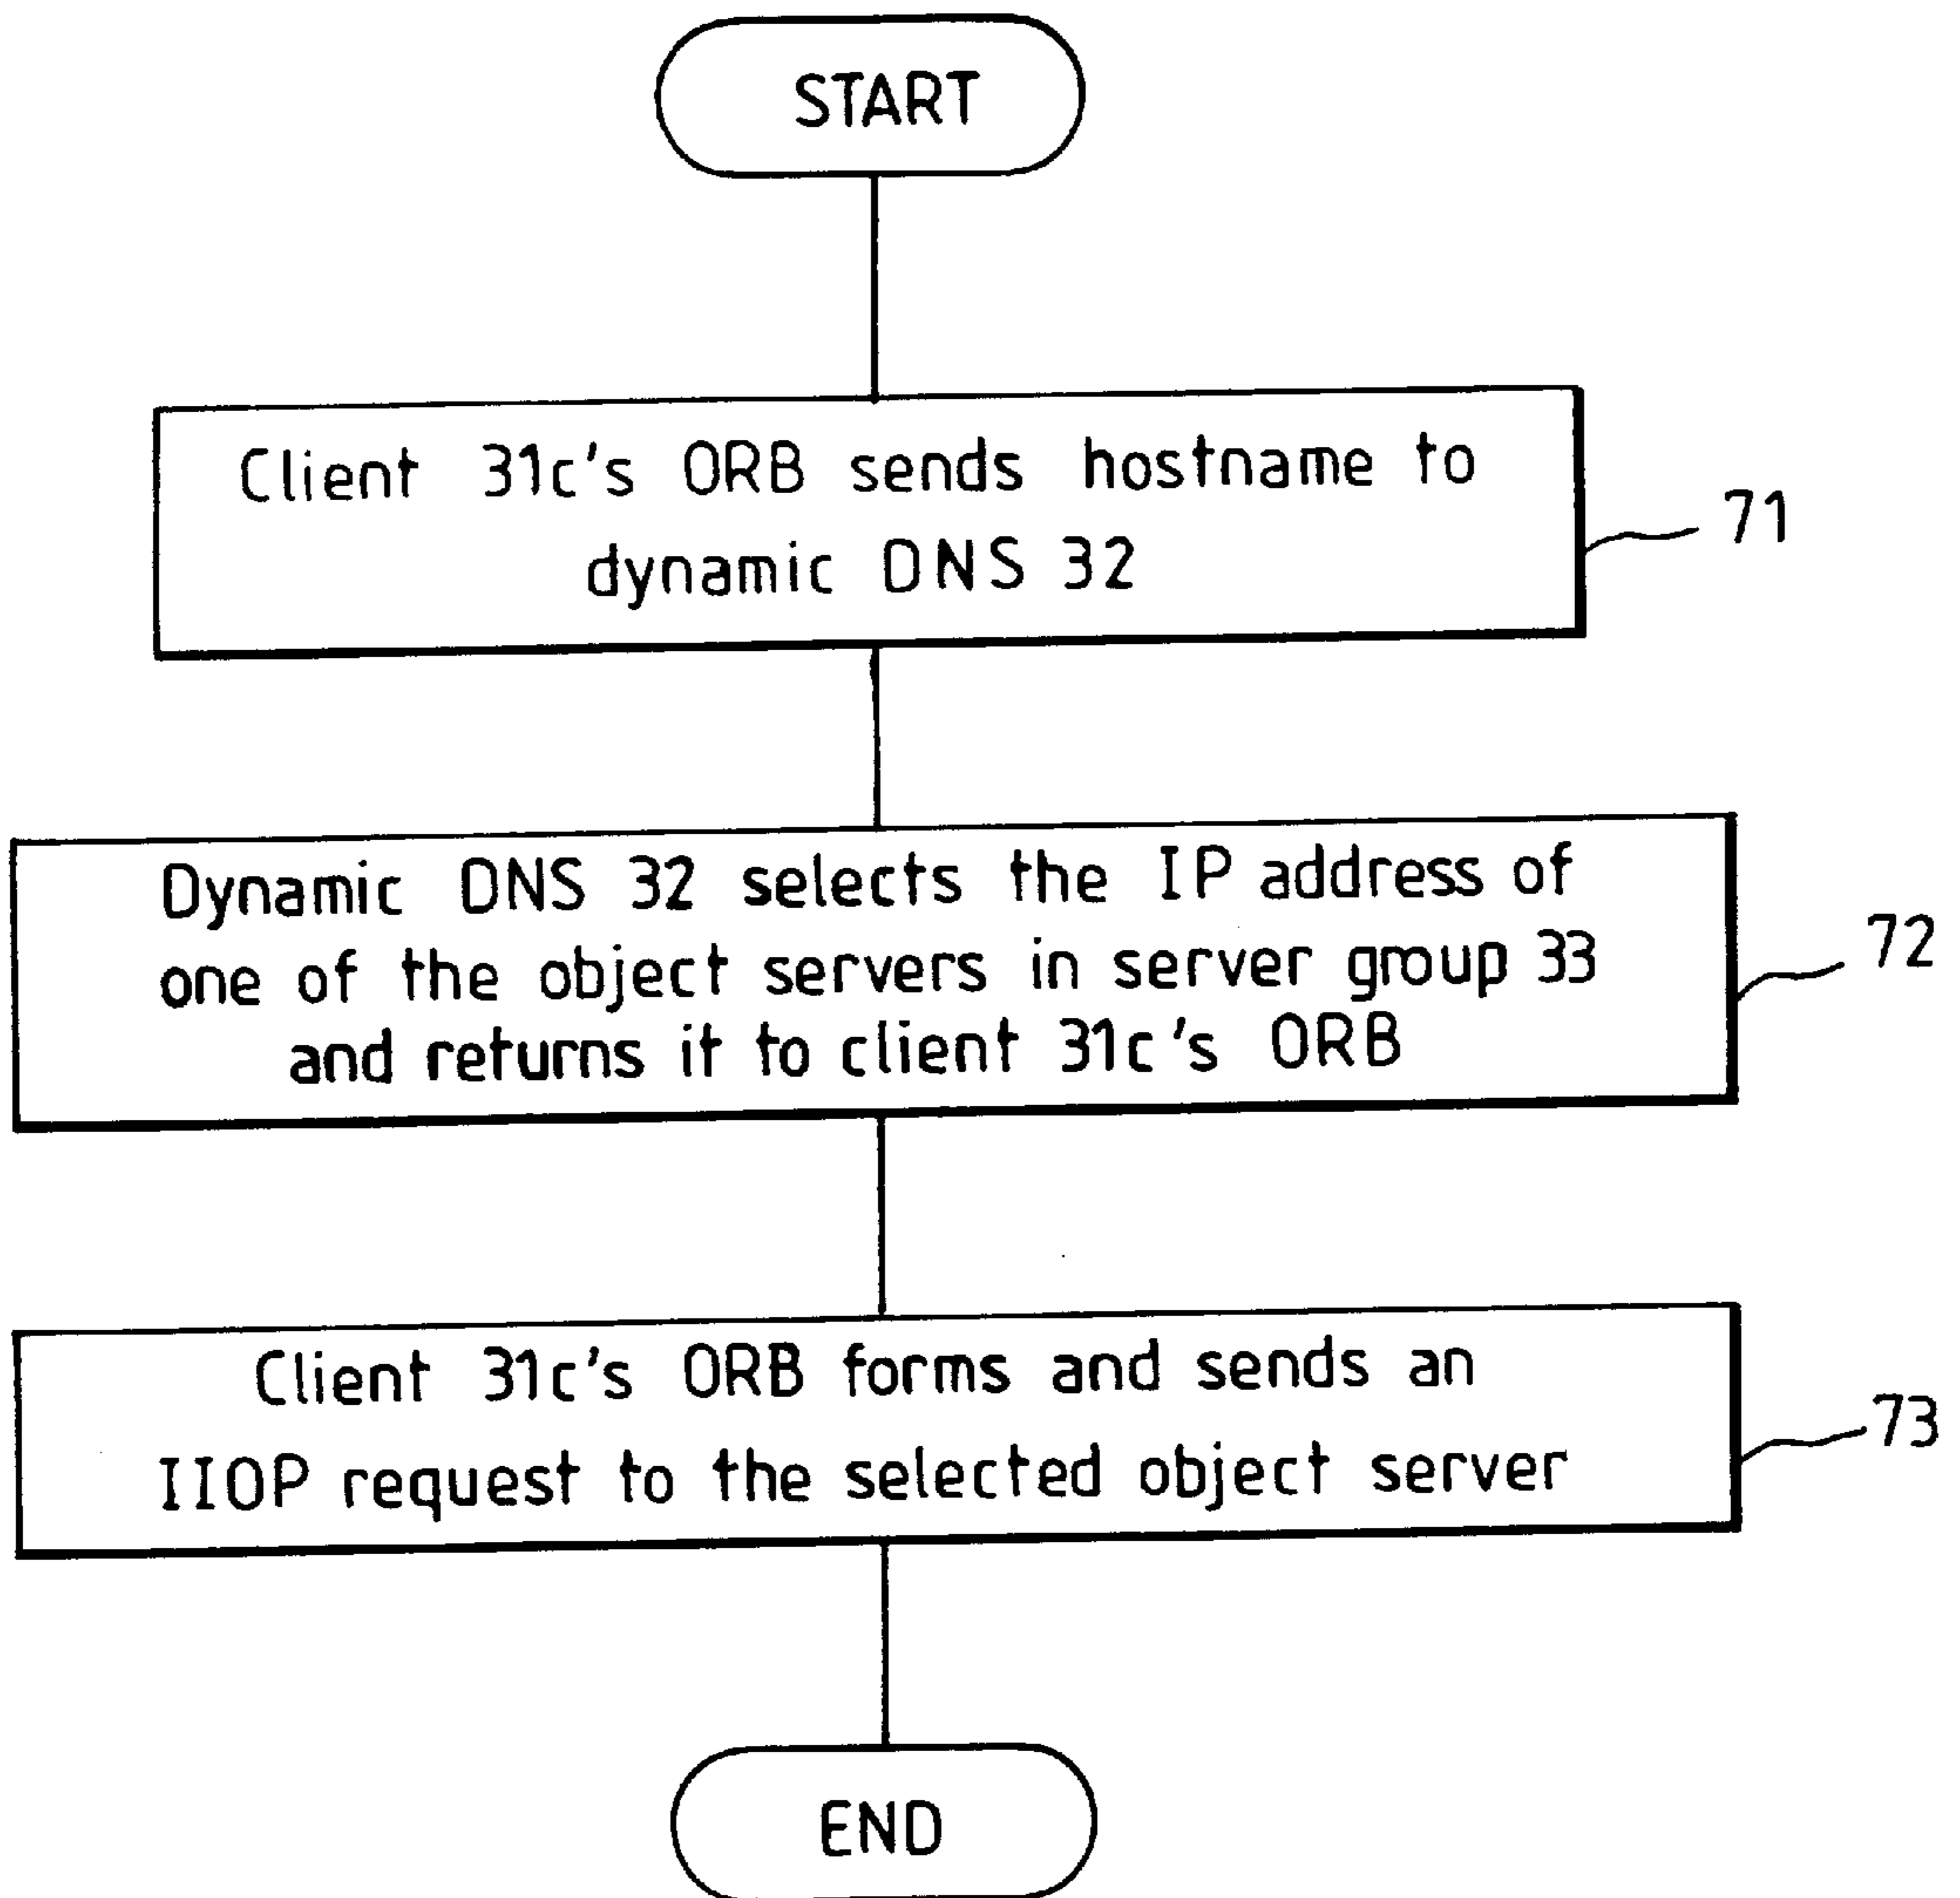 START
Client 31c's ORB sends hostname to
dynamic DNS 32
71
Dynamic DNS 32 selects the IP address of
one of the object servers in server group 33
and returns it to client 31c's ORB
72
Client 31c's ORB forms and sends an
IIOP request to the selected object server
73
END